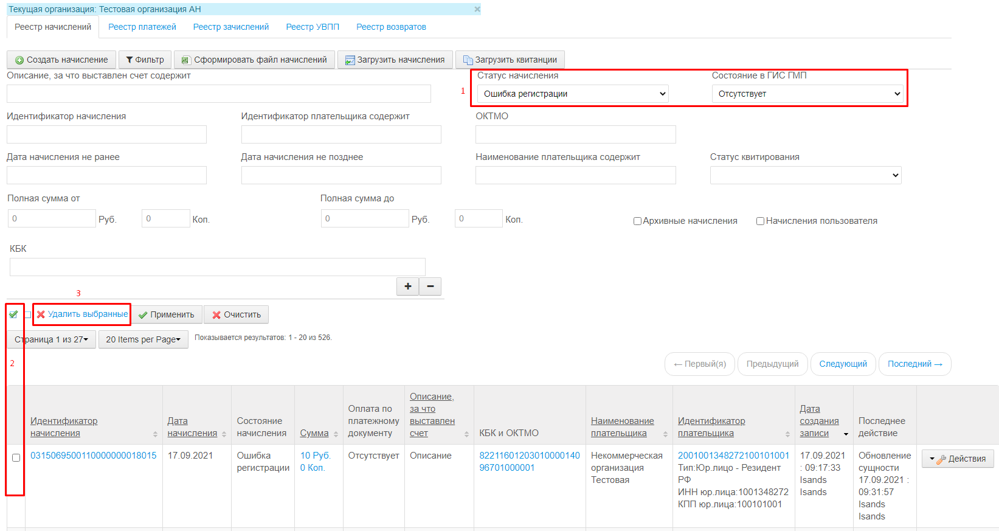 Текущая организация: Тестовая организация АН ×
Реестр начислений Реестр платежей Реестр зачислений Реестр УВПП Реестр возвратов
Создать начисление Фильтр Сформировать файл начислений Загрузить начисления Загрузить квитанции
Описание, за что выставлен счет содержит Статус начисления Состояние в ГИС ГМП
1 Ошибка регистрации Отсутствует
Идентификатор начисления Идентификатор плательщика содержит ОКТМО
Дата начисления не ранее Дата начисления не позднее Наименование плательщика содержит Статус квитирования
Полная сумма от Полная сумма до
0 Руб. 0 Коп. 0 Руб. 0 Коп. Архивные начисления Начисления пользователя
КБК
+ −
3
Удалить выбранные Применить Очистить
Страница 1 из 27 20 Items per Page Показывается результатов: 1 - 20 из 526.
2
← Первый(я) Предыдущий Следующий Последний →
Идентификатор
начисления
Дата
начисления
Состояние
начисления
Сумма
Оплата по
платежному
документу
Описание,
за что
выставлен
счет
КБК и ОКТМО
Наименование
плательщика
Идентификатор
плательщика
Дата
создания
записи
Последнее
действие
0315069500110000000018015
17.09.2021
Ошибка
регистрации
10 Руб.
0 Коп.
Отсутствует
Описание
82211601203010000140
96701000001
Некоммерческая
организация
Тестовая
2001001348272100101001
Тип:Юр.лицо - Резидент
РФ
ИНН юр.лица:1001348272
КПП юр.лица:100101001
17.09.2021
: 09:17:33
Isands
Isands
Обновление
сущности
17.09.2021 :
09:31:57
Isands
Isands
Действия